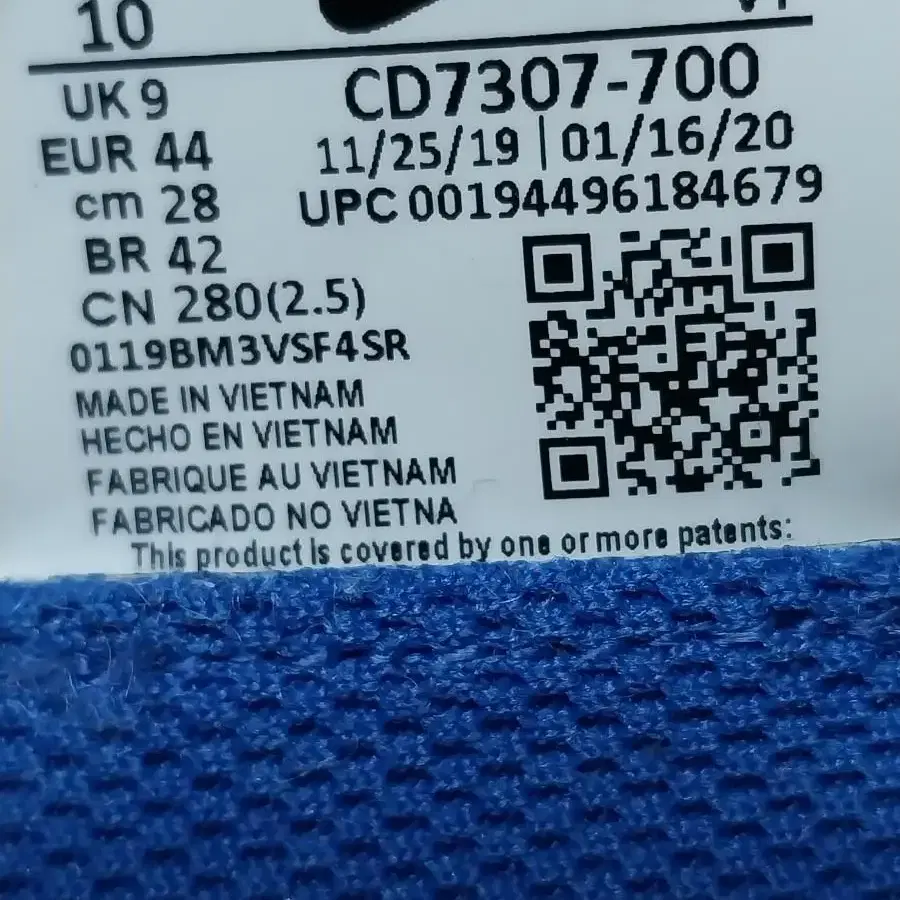 10
UK 9
EUR 44
cm 28
BR 42
CN 280(2.5)
0119BM3VSF4SR
CD7307-700
11/25/19 | 01/16/20
UPC 00194496184679
MADE IN VIETNAM
HECHO EN VIETNAM
FABRIQUE AU VIETNAM
FABRICADO NO VIETNA
This product is covered by one or more patents: